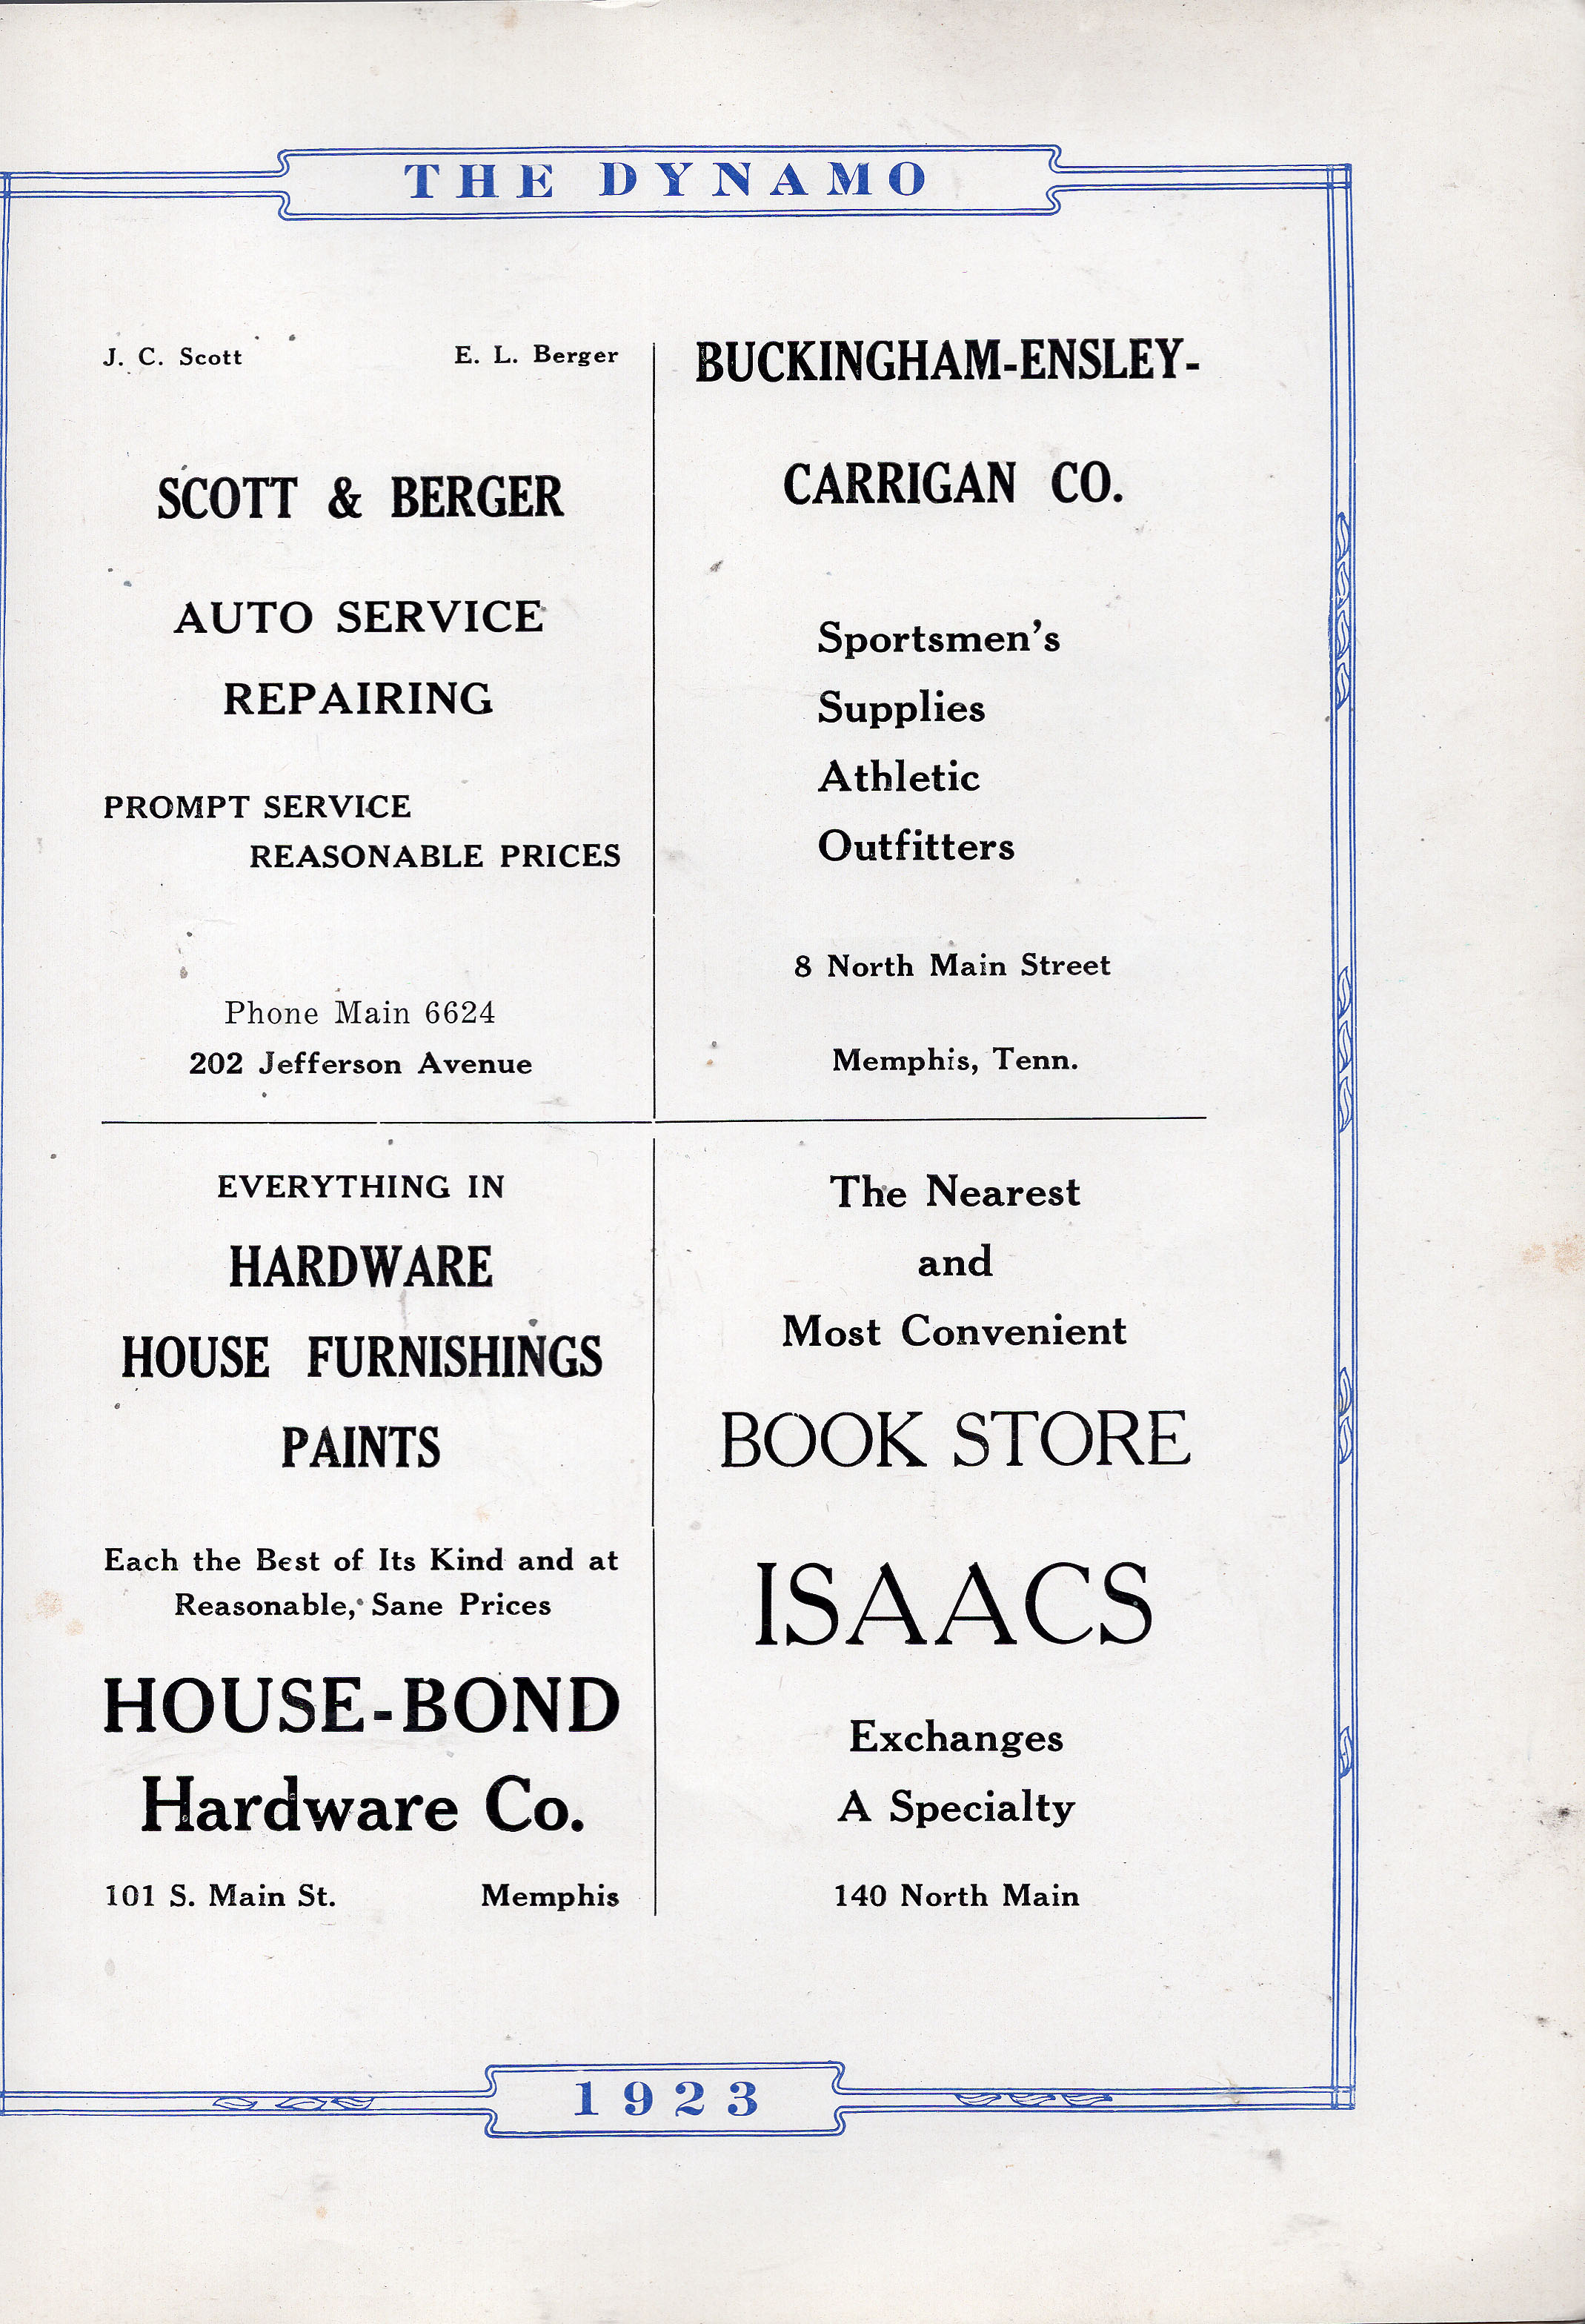 THE DYNAMO
J. C. Scott E. L. Berger
SCOTT & BERGER
AUTO SERVICE
REPAIRING
PROMPT SERVICE
REASONABLE PRICES
Phone Main 6624
202 Jefferson Avenue
BUCKINGHAM-ENSLEY-
CARRIGAN CO.
Sportsmen's
Supplies
Athletic
Outfitters
8 North Main Street
Memphis, Tenn.
EVERYTHING IN
HARDWARE
HOUSE FURNISHINGS
PAINTS
Each the Best of Its Kind and at
Reasonable, Sane Prices
HOUSE-BOND
Hardware Co.
101 S. Main St. Memphis
The Nearest
and
Most Convenient
BOOK STORE
ISAACS
Exchanges
A Specialty
140 North Main
1923